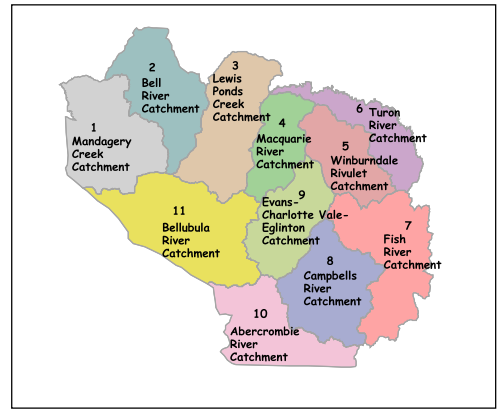 1
Mandagery
Creek
Catchment
2
Bell
River
Catchment
3
Lewis
Ponds
Creek
Catchment
4
Macquarie
River
Catchment
5
Winburndale
Rivulet
Catchment
6
Turon
River
Catchment
7
Fish
River
Catchment
8
Campbells
River
Catchment
9
Evans-
Charlotte Vale-
Eglinton
Catchment
10
Abercrombie
River
Catchment
11
Bellubula
River
Catchment